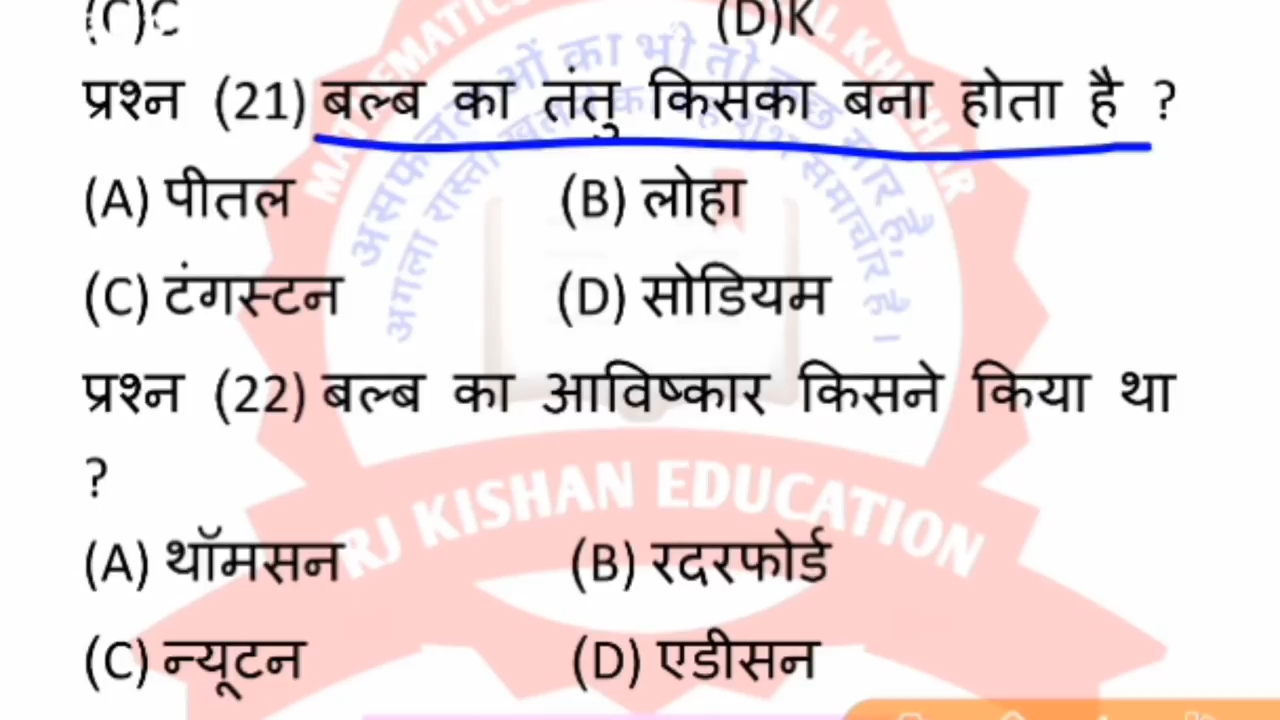 (C)C (D)K
प्रश्न (21) बल्ब का तंतु किसका बना होता है ?
(A) पीतल (B) लोहा
(C) टंगस्टन (D) सोडियम
प्रश्न (22) बल्ब का आविष्कार किसने किया था
?
(A) थॉमसन (B) रदरफोर्ड
(C) न्यूटन (D) एडीसन
RJ KISHAN EDUCATION